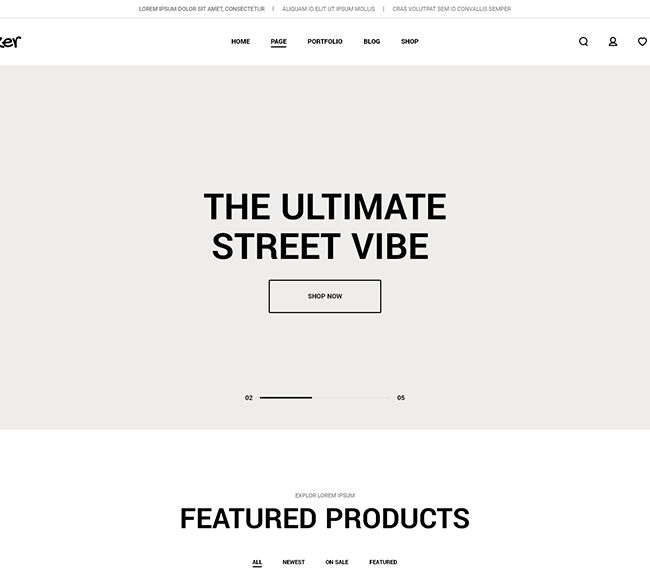 LOREM IPSUM DOLOR SIT AMET, CONSECTETUR | ALIQUAM ID ELIT UT IPSUM MOLLIS | CRAS VOLUTPAT SEM ID CONVALLIS SEMPER
HOME PAGE PORTFOLIO BLOG SHOP
THE ULTIMATE
STREET VIBE
SHOP NOW
02 05
EXPLOR LOREM IPSUM
FEATURED PRODUCTS
ALL NEWEST ON SALE FEATURED